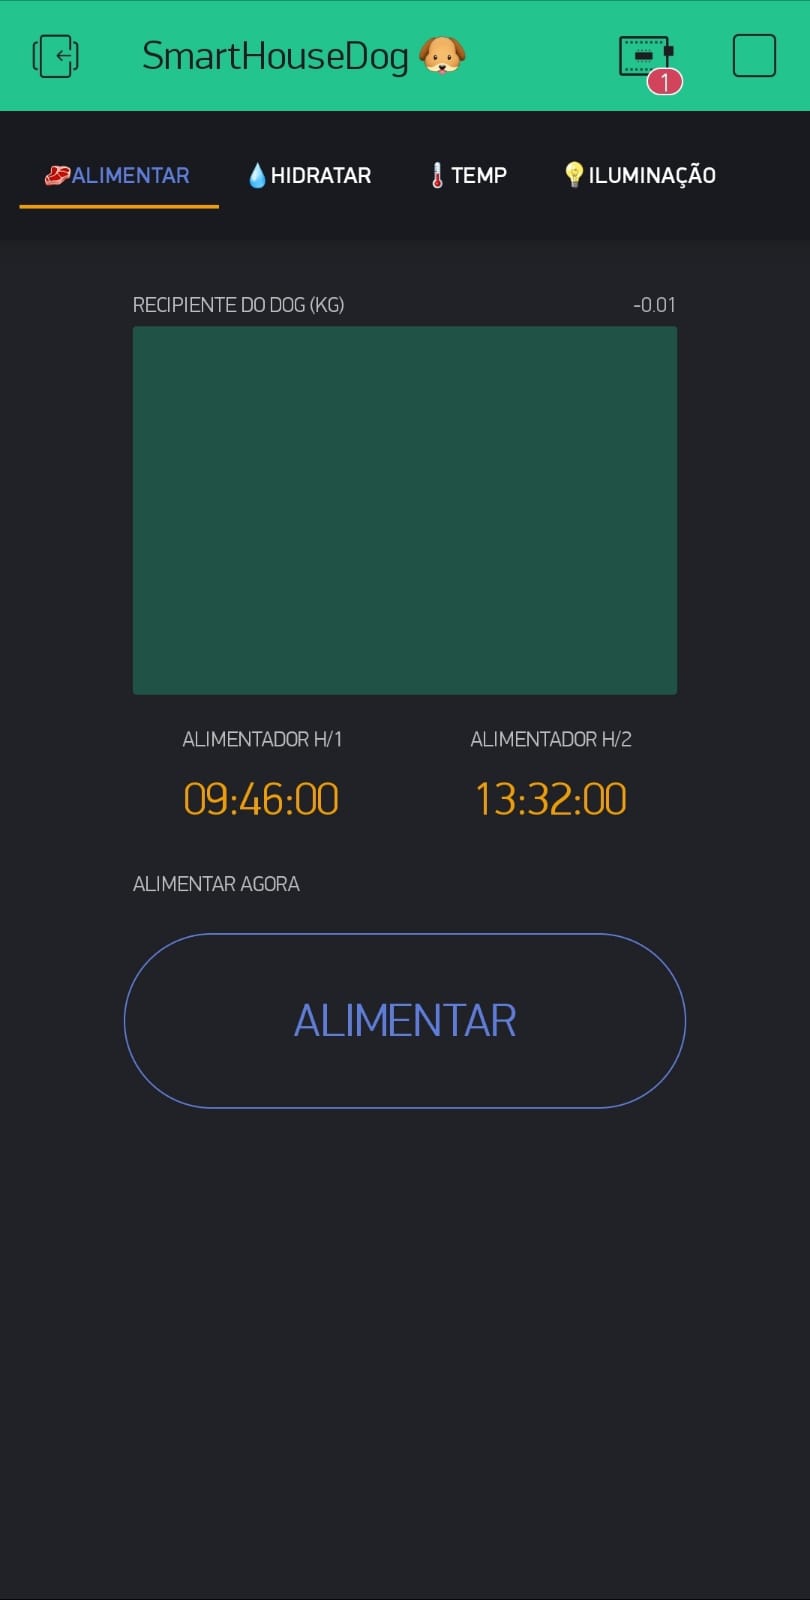 SmartHouseDog 🐶
1
🥩ALIMENTAR 💧HIDRATAR 🌡️TEMP 💡ILUMINAÇÃO
RECIPIENTE DO DOG (KG) -0.01
ALIMENTADOR H/1 ALIMENTADOR H/2
09:46:00 13:32:00
ALIMENTAR AGORA
ALIMENTAR